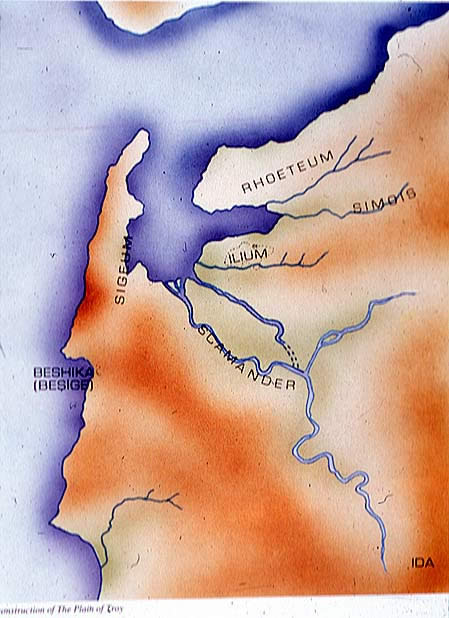 RHOETEUM
SIMOIS
ILIUM
SIGEUM
SCAMANDER
BESHIKA
(BEŞIGE)
IDA
onstruction of The Plain of Troy